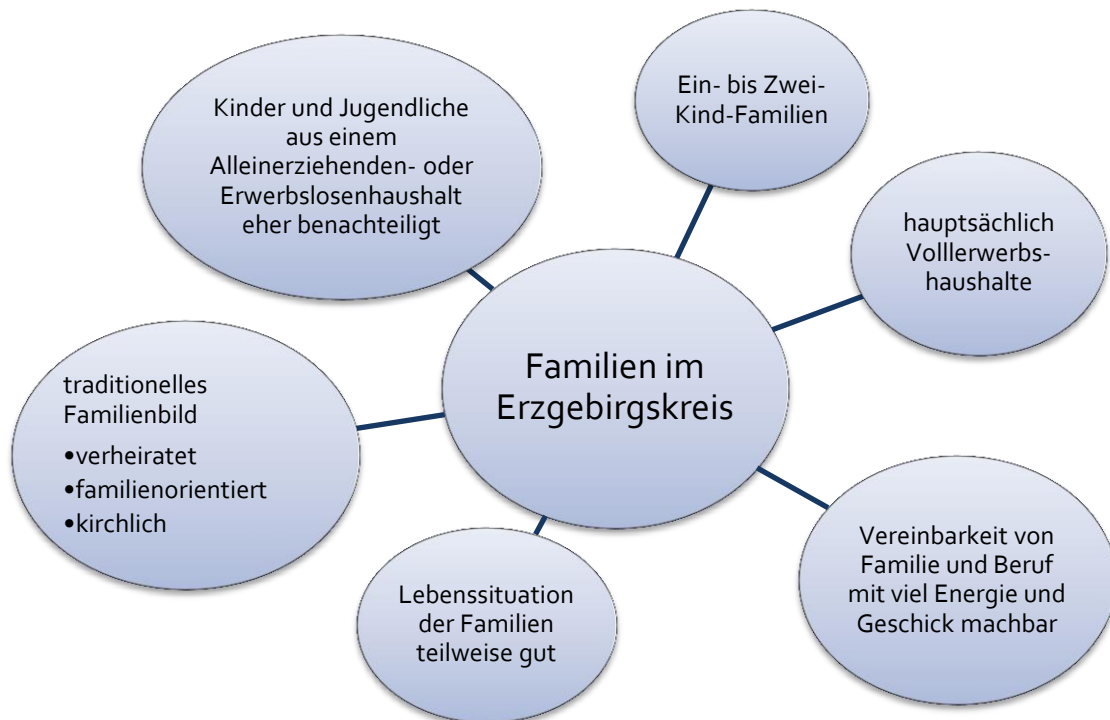 Kinder und Jugendliche
aus einem
Alleinerziehenden- oder
Erwerbslosenhaushalt
eher benachteiligt
Ein- bis Zwei-
Kind-Familien
hauptsächlich
Volllerwerbs-
haushalte
Familien im
Erzgebirgskreis
traditionelles
Familienbild
•verheiratet
•familienorientiert
•kirchlich
Lebenssituation
der Familien
teilweise gut
Vereinbarkeit von
Familie und Beruf
mit viel Energie und
Geschick machbar